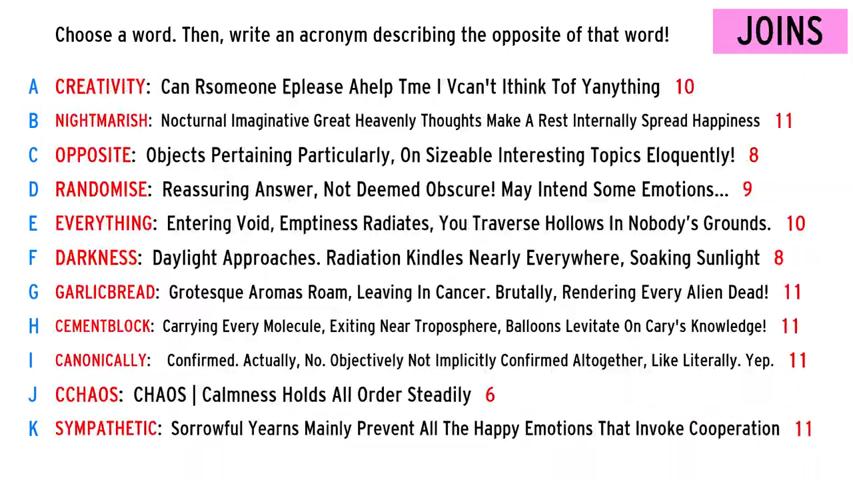 Choose a word. Then, write an acronym describing the opposite of that word! JOINS
A CREATIVITY: Can Rsomeone Eplease Ahelp Tme I Vcan't Ithink Tof Yanything 10
B NIGHTMARISH: Nocturnal Imaginative Great Heavenly Thoughts Make A Rest Internally Spread Happiness 11
C OPPOSITE: Objects Pertaining Particularly, On Sizeable Interesting Topics Eloquently! 8
D RANDOMISE: Reassuring Answer, Not Deemed Obscure! May Intend Some Emotions... 9
E EVERYTHING: Entering Void, Emptiness Radiates, You Traverse Hollows In Nobody's Grounds. 10
F DARKNESS: Daylight Approaches. Radiation Kindles Nearly Everywhere, Soaking Sunlight 8
G GARLICBREAD: Grotesque Aromas Roam, Leaving In Cancer. Brutally, Rendering Every Alien Dead! 11
H CEMENTBLOCK: Carrying Every Molecule, Exiting Near Troposphere, Balloons Levitate On Cary's Knowledge! 11
I CANONICALLY: Confirmed. Actually, No. Objectively Not Implicitly Confirmed Altogether, Like Literally. Yep. 11
J CCHAOS: CHAOS | Calmness Holds All Order Steadily 6
K SYMPATHETIC: Sorrowful Yearns Mainly Prevent All The Happy Emotions That Invoke Cooperation 11